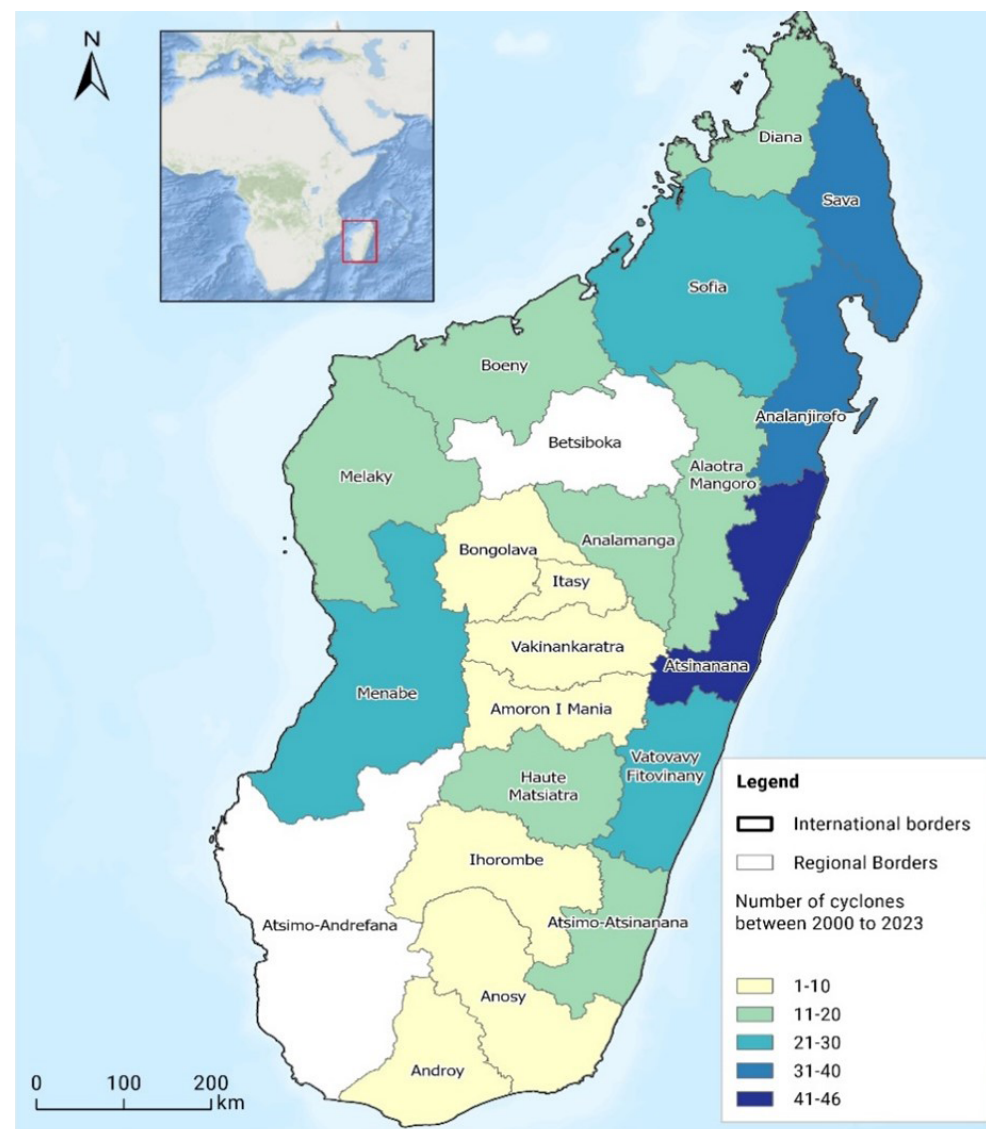 N
Diana
Sava
Sofia
Boeny
Analanjirofo
Betsiboka
Alaotra
Mangoro
Melaky
Analamanga
Bongolava
Itasy
Vakinankaratra
Atsinanana
Menabe
Amoron I Mania
Vatovavy
Fitovinany
Haute
Matsiatra
Ihorombe
Atsimo-Andrefana
Atsimo-Atsinanana
Anosy
Androy
0 100 200
km
Legend
International borders
Regional Borders
Number of cyclones
between 2000 to 2023
1-10
11-20
21-30
31-40
41-46